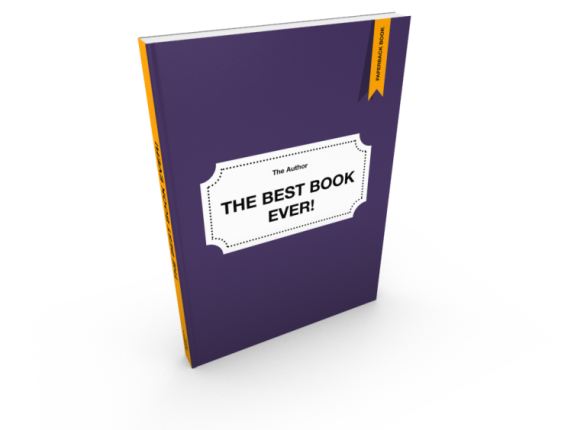 PAPERBACK BOOK
The Author
THE BEST BOOK
EVER!